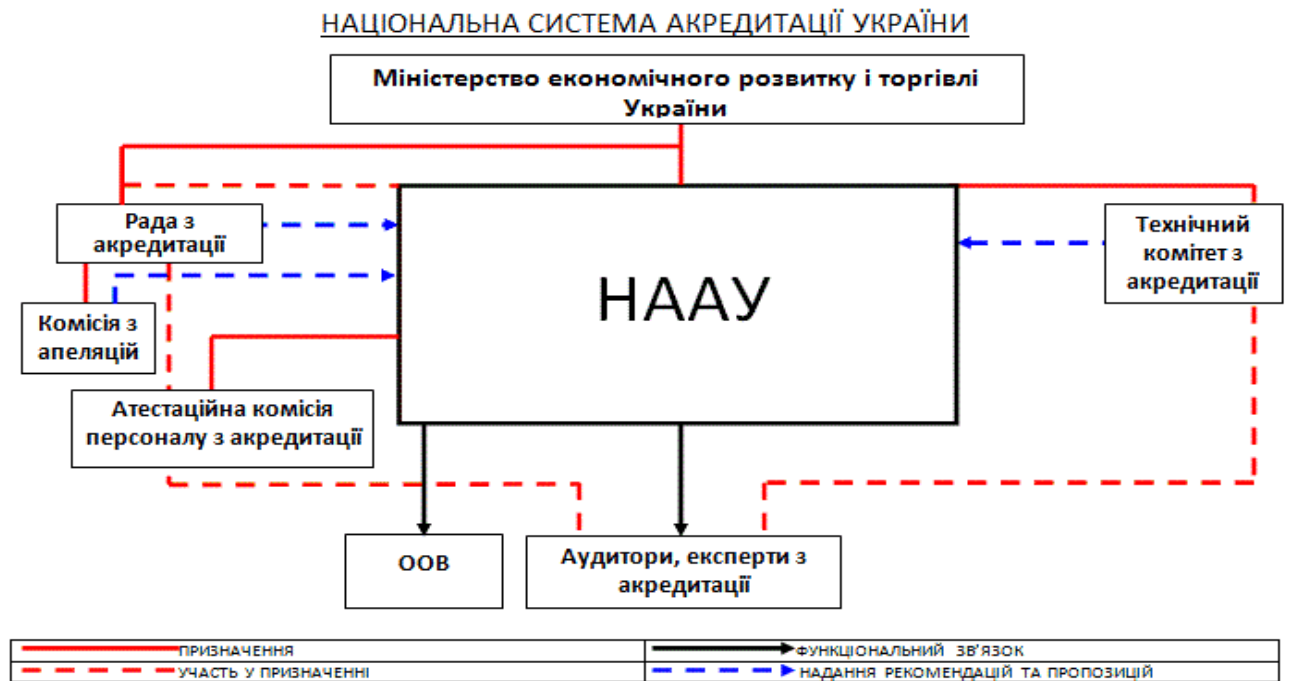 НАЦІОНАЛЬНА СИСТЕМА АКРЕДИТАЦІЇ УКРАЇНИ
Міністерство економічного розвитку і торгівлі
України
Рада з
акредитації
Технічний
комітет з
акредитації
НААУ
Комісія з
апеляцій
Атестаційна комісія
персоналу з акредитації
ООВ
Аудитори, експерти з
акредитації
ПРИЗНАЧЕННЯ
ФУНКЦІОНАЛЬНИЙ ЗВ'ЯЗОК
УЧАСТЬ У ПРИЗНАЧЕННІ
НАДАННЯ РЕКОМЕНДАЦІЙ ТА ПРОПОЗИЦІЙ